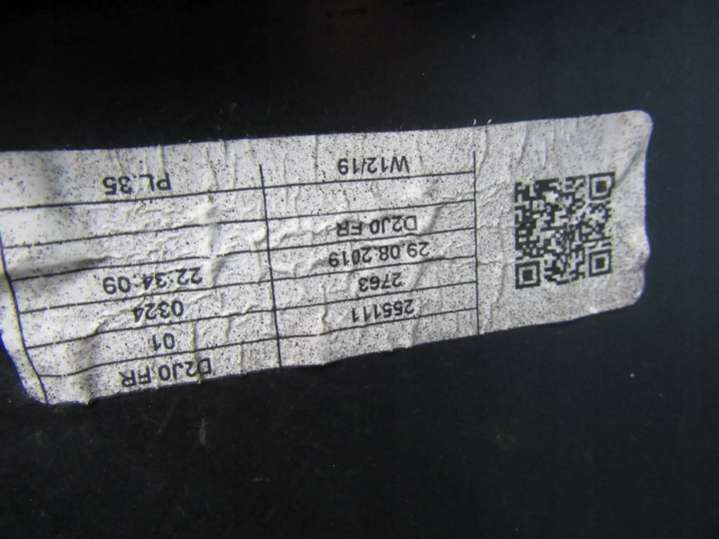 D2J0.FR
255111 01
2763 0324
29.08.2019 22:34:09
D2J0.FR
W12/19 PL.35